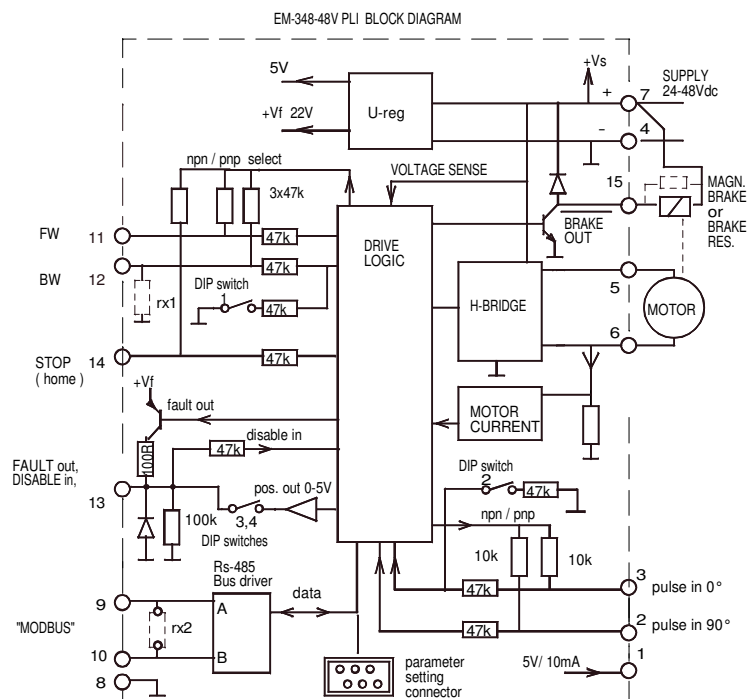 EM-348-48V PLI BLOCK DIAGRAM
5V
+Vf 22V
U-reg
+Vs
+
7
SUPPLY
24-48Vdc
-
4
npn / pnp select
3x47k
VOLTAGE SENSE
15
MAGN.
BRAKE
or
BRAKE
RES.
BRAKE
OUT
FW
11
47k
DRIVE
LOGIC
BW
12
47k
rx1
DIP switch
1
47k
H-BRIDGE
5
MOTOR
6
STOP
( home )
14
47k
+Vf
fault out
MOTOR
CURRENT
100R
disable in
47k
FAULT out,
DISABLE in,
13
100k
pos. out 0-5V
3,4
DIP switches
DIP switch
2
47k
npn / pnp
10k
10k
Rs-485
Bus driver
9
A
data
47k
3
pulse in 0°
"MODBUS"
rx2
47k
2
pulse in 90°
10
B
8
parameter
setting
connector
5V/ 10mA
1